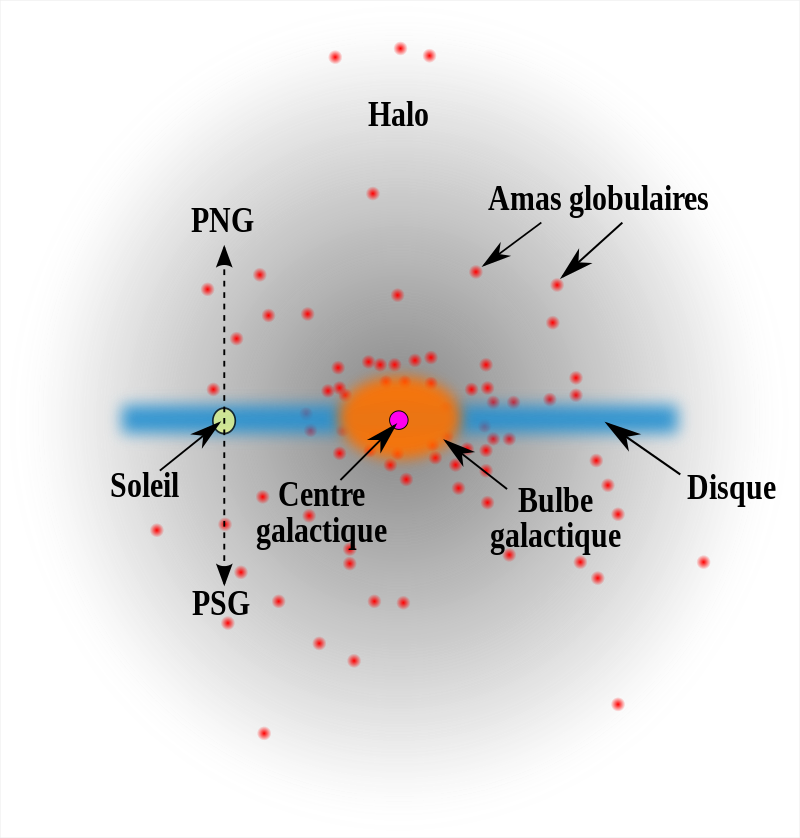 Halo
Amas globulaires
PNG
Soleil
Centre
galactique
Bulbe
galactique
Disque
PSG